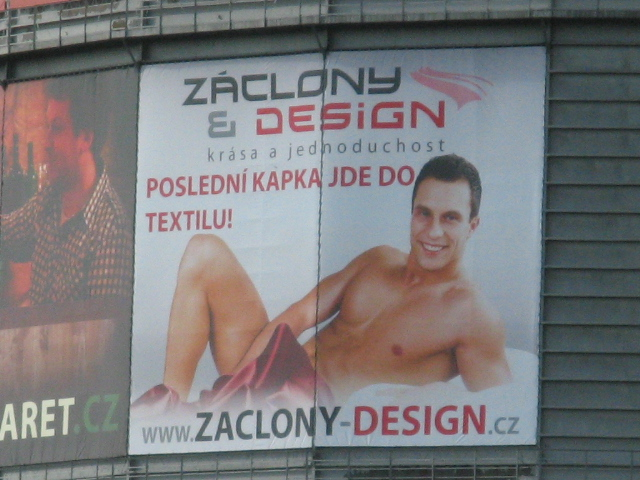 ZÁCLONY
& DESiGN
krása a jednoduchost
POSLEDNÍ KAPKA JDE DO
TEXTILU!
www.ZACLONY-DESIGN.cz
ARET.CZ